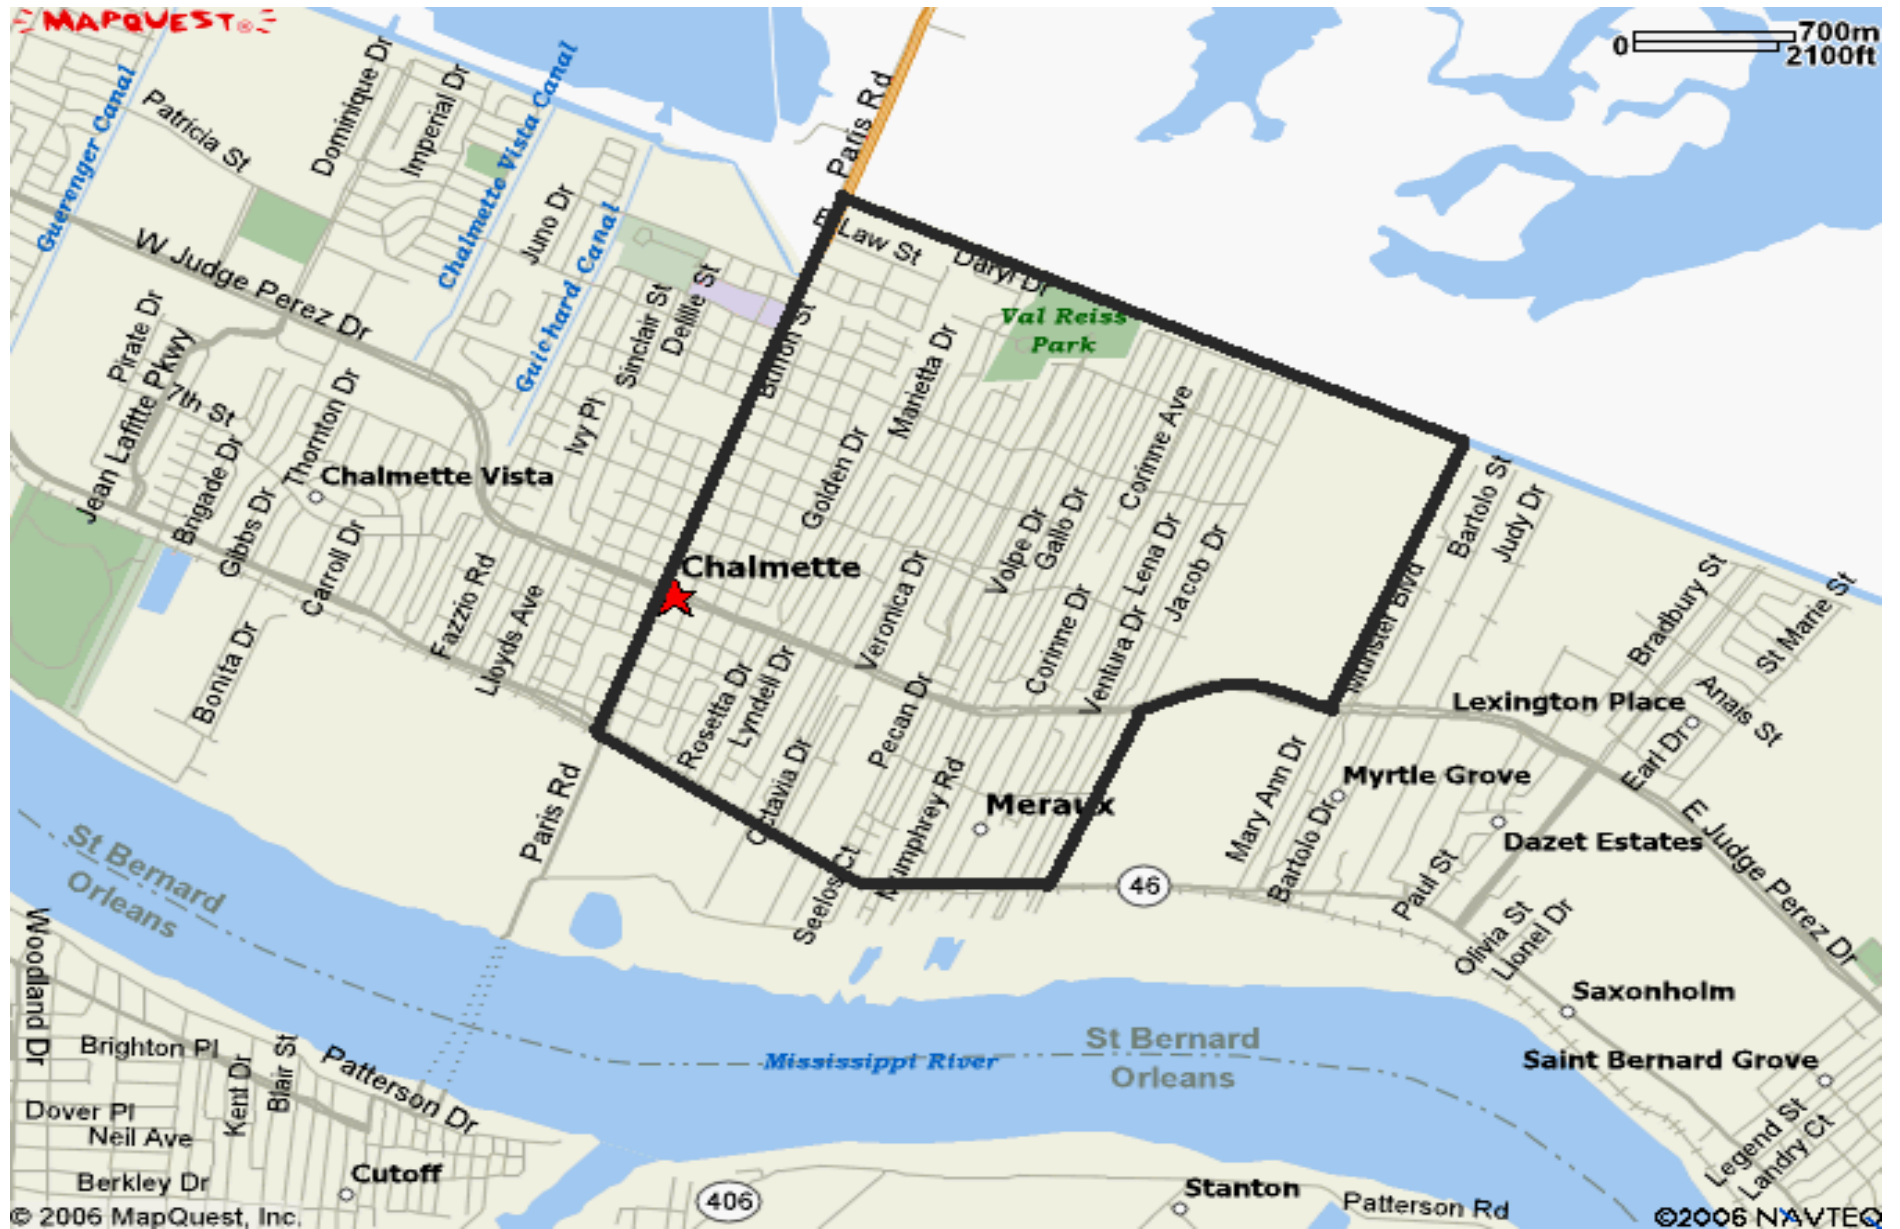 MAPQUEST®
0
700m
2100ft
Paris Rd
Dominique Dr
Imperial Dr
Patricia St
Guerenger Canal
Chalmette Vista Canal
Juno Dr
Guichard Canal
W Judge Perez Dr
Law St
Daryl Dr
Val Reiss
Park
Pirate Dr
Jean Lafitte Pkwy
7th St
Sinclair St
Delille St
Marietta Dr
Thornton Dr
Ivy Pl
Golden Dr
Corinne Ave
Brigade Dr
Chalmette Vista
Gibbs Dr
Carroll Dr
Bartolo St
Judy Dr
Volpe Dr
Gallo Dr
Lena Dr
Jacob Dr
Chalmette
Fazzio Rd
Lloyds Ave
Veronica Dr
Corinne Dr
Ventura Dr
Bradbury St
St Marie St
Bonita Dr
Rosetta Dr
Lyndell Dr
Pecan Dr
Lexington Place
Anais St
Octavia Dr
Mumphrey Rd
Mary Ann Dr
Earl Dr
Myrtle Grove
Paris Rd
Meraux
Bartolo Dr
Dazet Estates
E Judge Perez Dr
St Bernard
Orleans
Seelos Ct
46
Paul St
Olivia St
Lionel Dr
Woodland Dr
Saxonholm
Brighton Pl
Kent Dr
Blair St
Patterson Dr
Mississippi River
St Bernard
Orleans
Saint Bernard Grove
Dover Pl
Neil Ave
Legend St
Landry Ct
Berkley Dr
Cutoff
406
Stanton
Patterson Rd
© 2006 MapQuest, Inc.
©2006 NAVTEQ